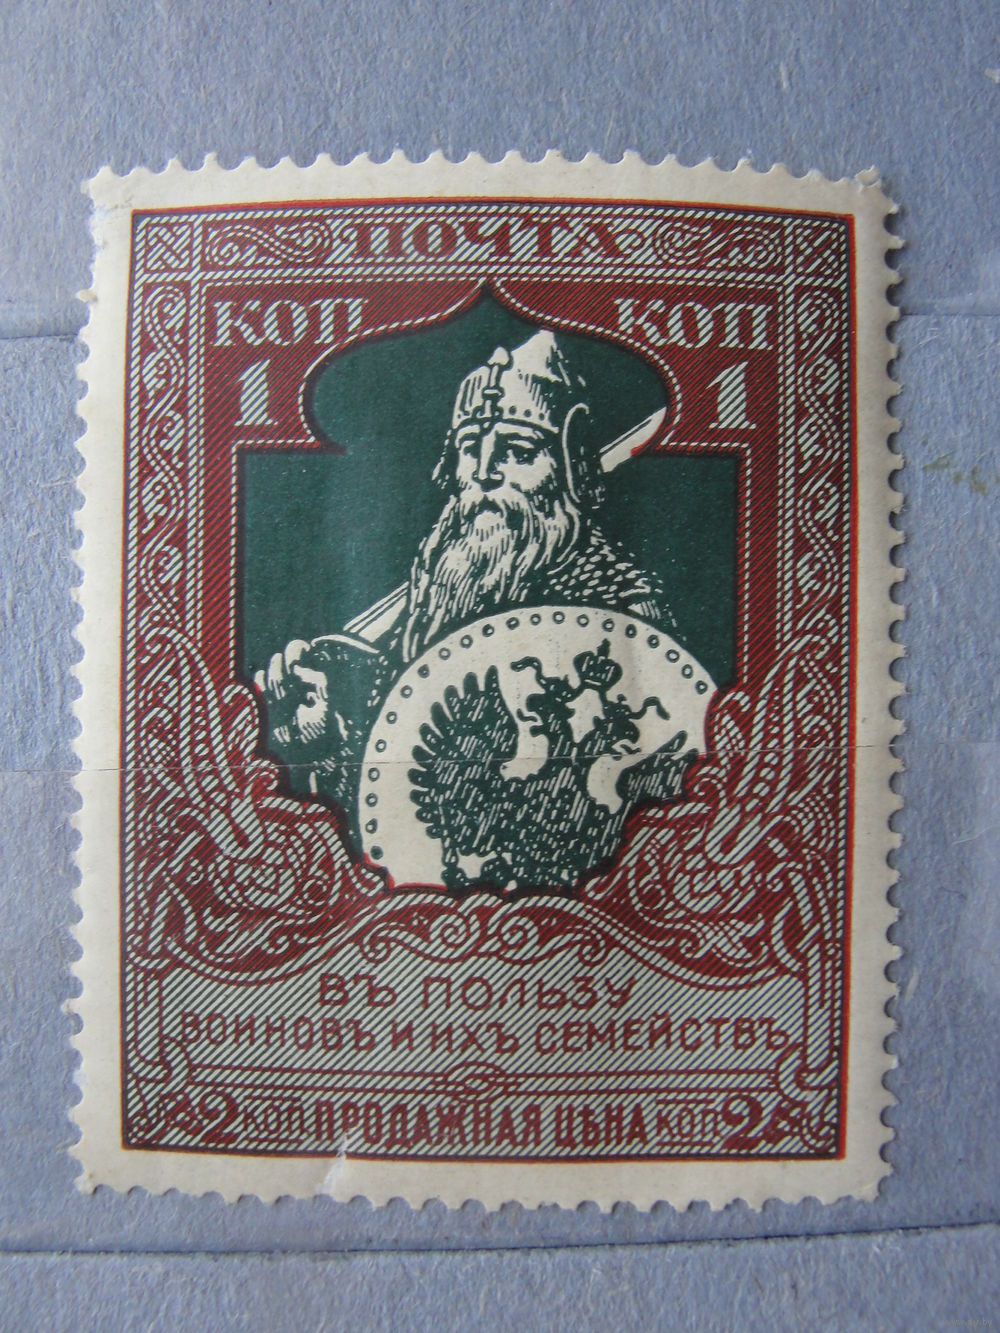 ПОЧТА
КОП КОП
1 1
ВЪ ПОЛЬЗУ
ВОИНОВЪ И ИХЪ СЕМЕЙСТВЪ
2 КОП ПРОДАЖНАЯ ЦѢНА КОП 2